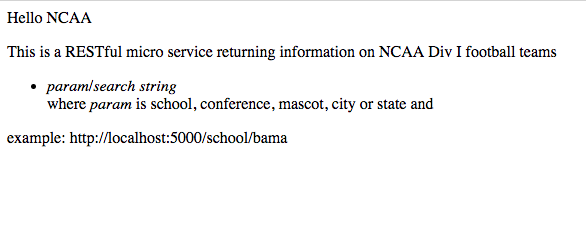 Hello NCAA
This is a RESTful micro service returning information on NCAA Div I football teams
• param/search string
where param is school, conference, mascot, city or state and
example: http://localhost:5000/school/bama